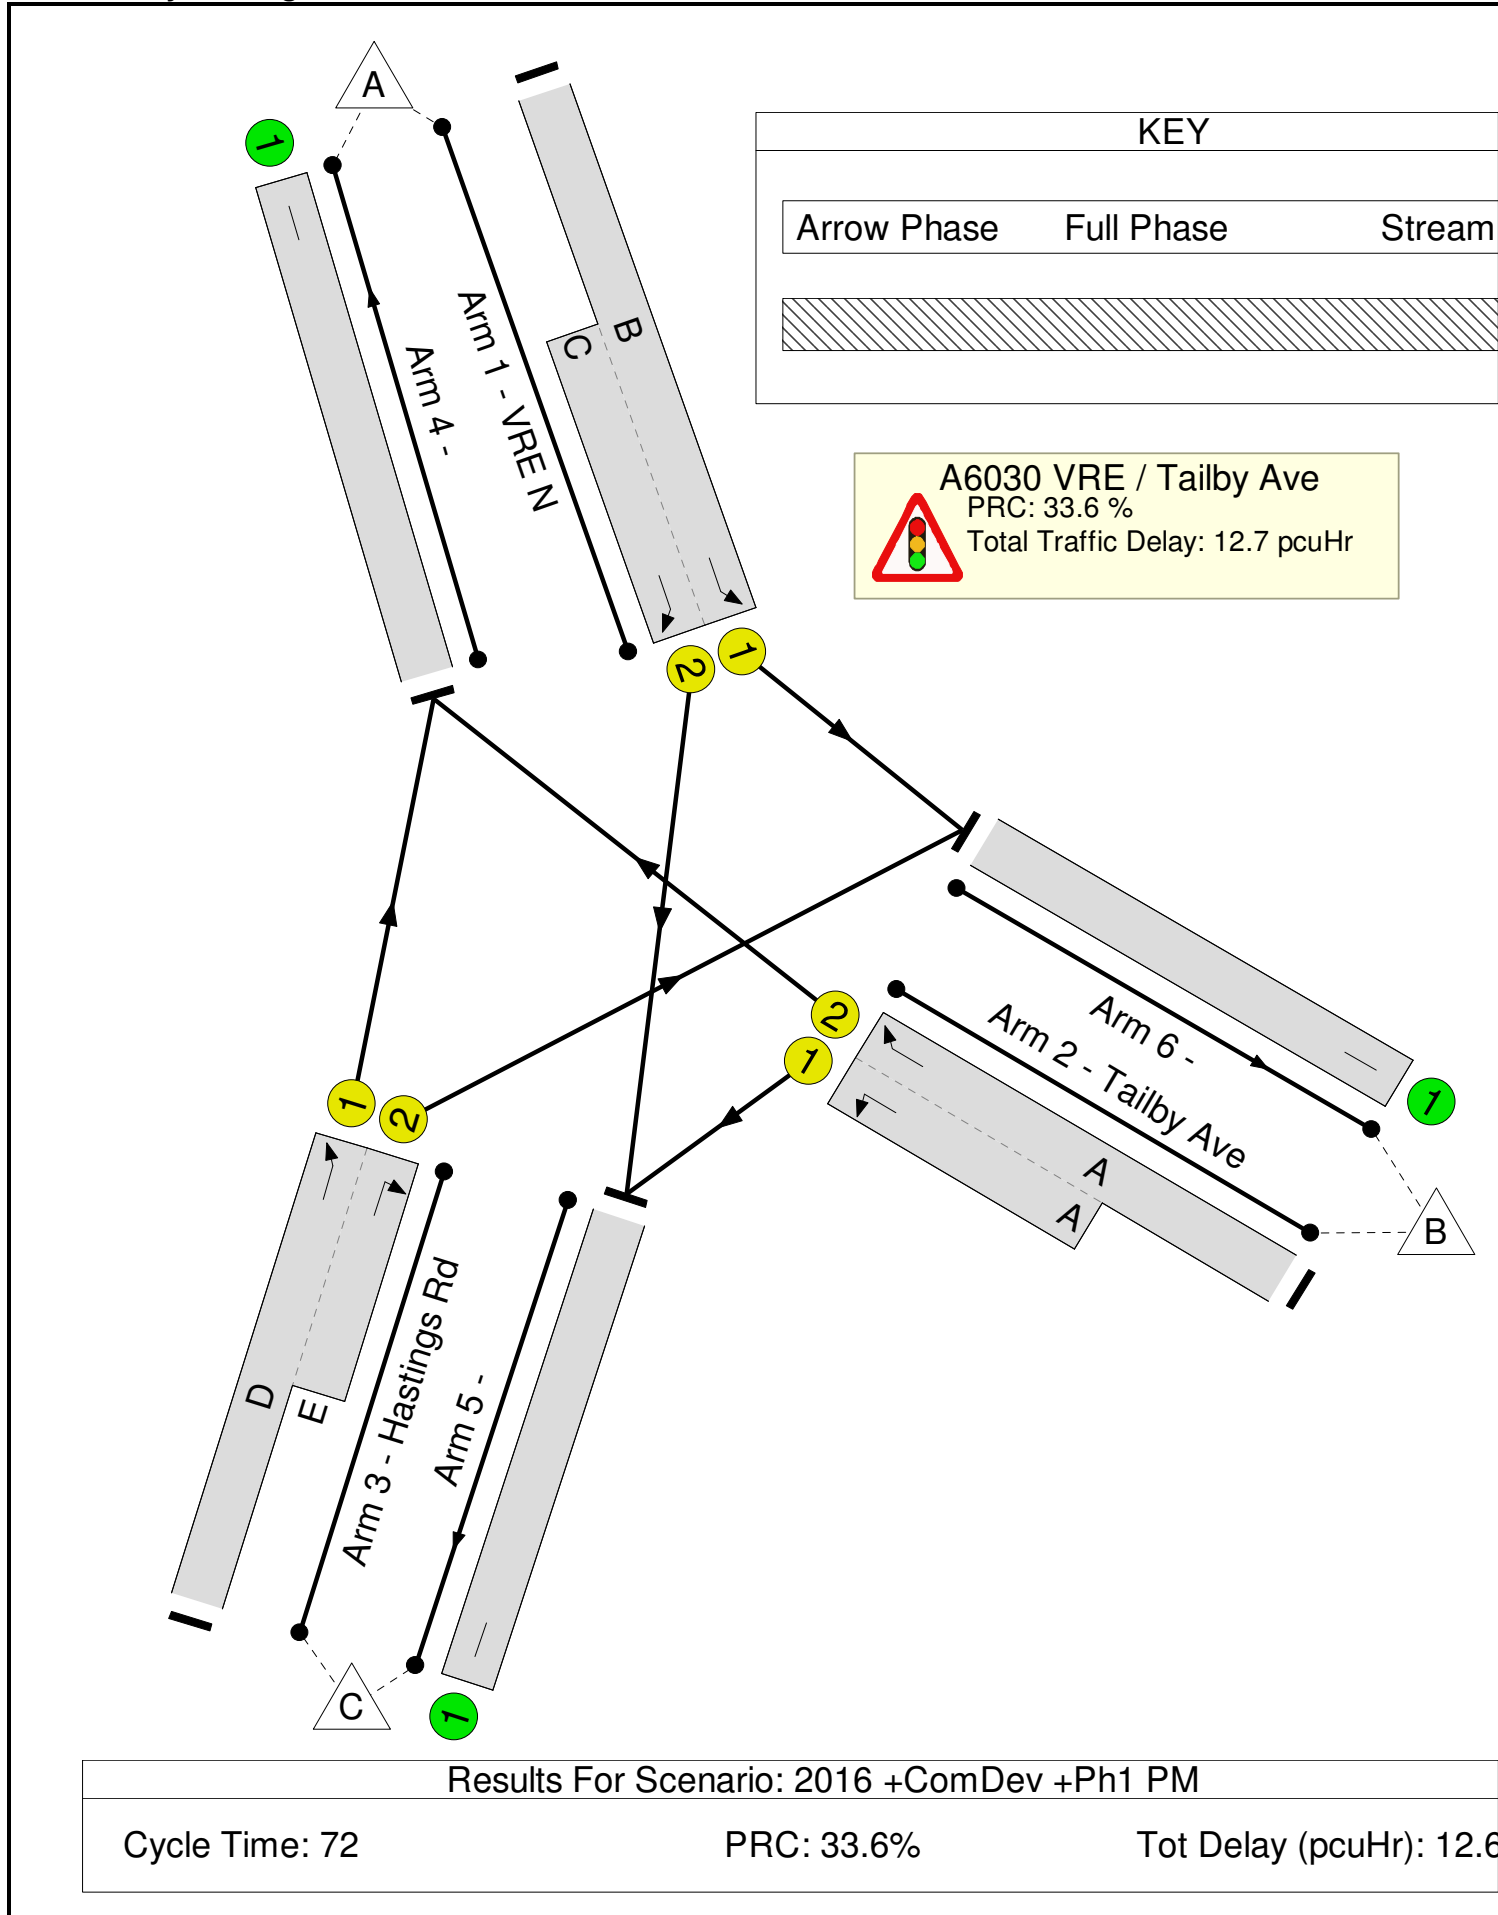 A
1
KEY
Arrow Phase Full Phase Stream
B
C
Arm 1 - VRE N
Arm 4 -
A6030 VRE / Tailby Ave
PRC: 33.6 %
Total Traffic Delay: 12.7 pcuHr
1
2
2
1
Arm 6 -
Arm 2 - Tailby Ave
1
A
A
B
1
2
D
E
Arm 3 - Hastings Rd
Arm 5 -
C
1
Results For Scenario: 2016 +ComDev +Ph1 PM
Cycle Time: 72 PRC: 33.6% Tot Delay (pcuHr): 12.6